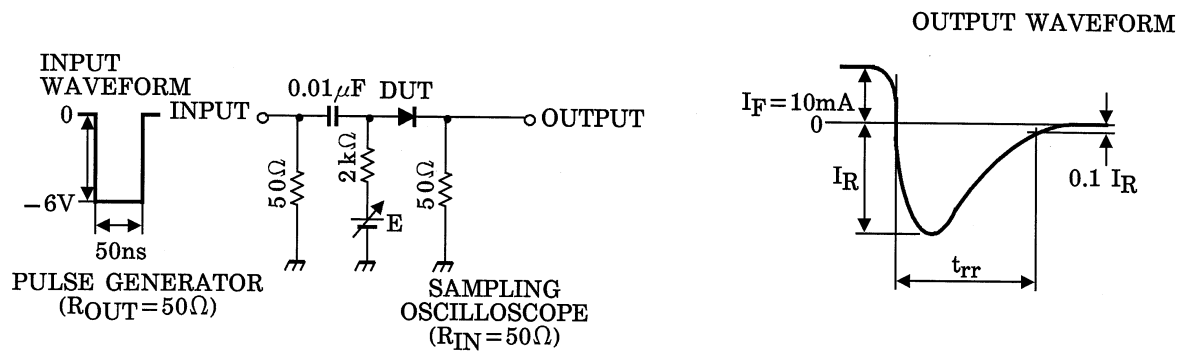 OUTPUT WAVEFORM
INPUT
WAVEFORM
0
−6V
50ns
PULSE GENERATOR
(ROUT=50Ω)
INPUT
0.01μF
DUT
OUTPUT
50Ω
2kΩ
E
50Ω
SAMPLING
OSCILLOSCOPE
(RIN=50Ω)
IF=10mA
0
IR
0.1 IR
trr